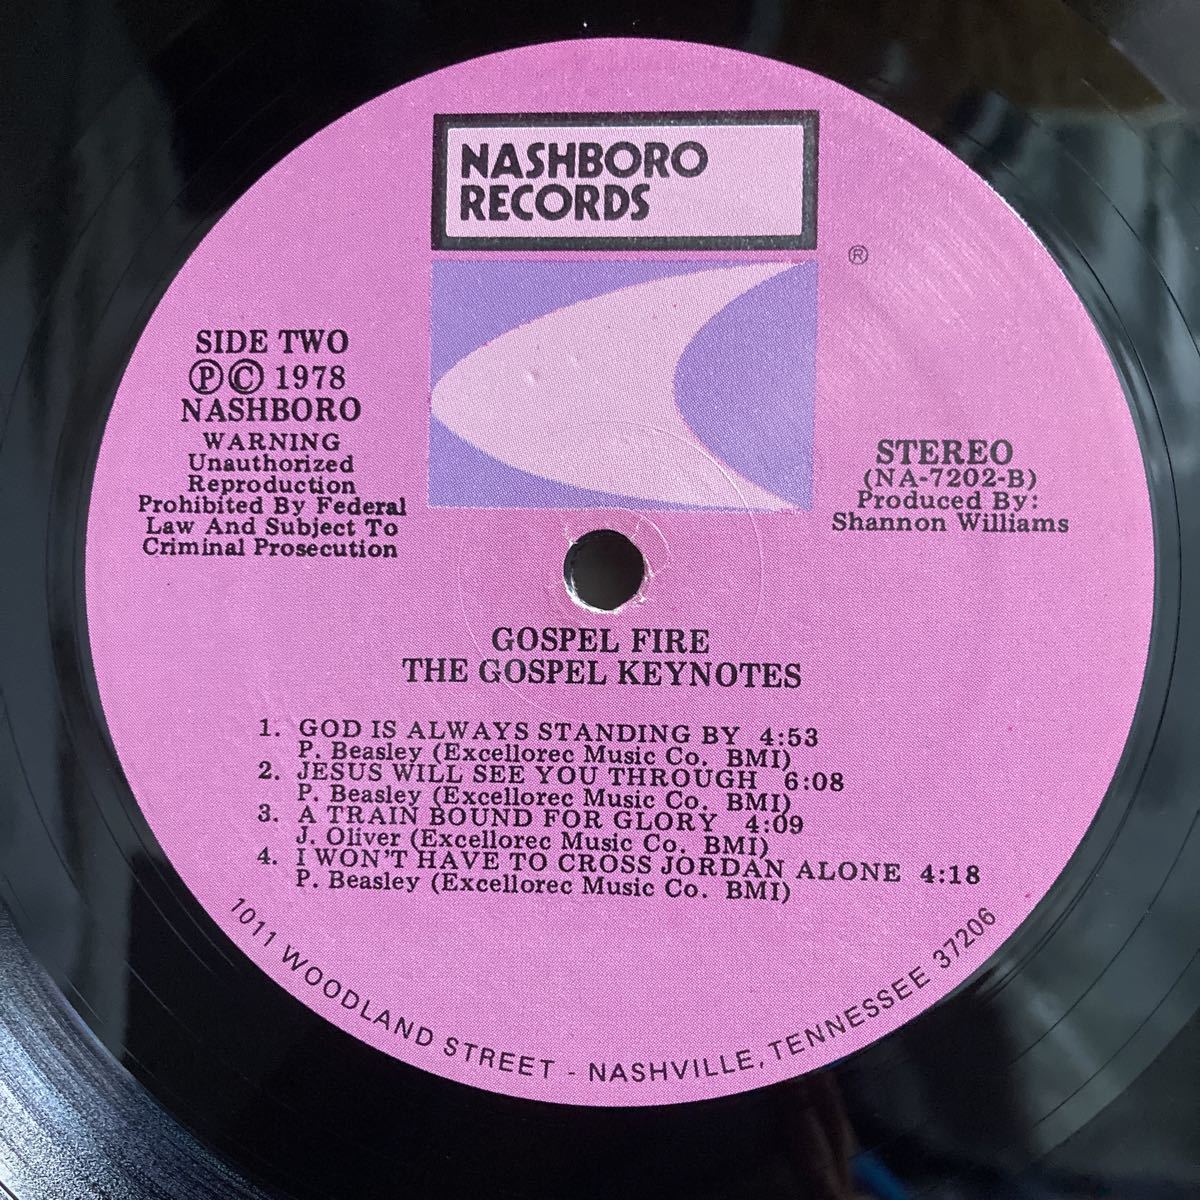 NASHBORO
RECORDS
®
SIDE TWO
Ⓟ© 1978
NASHBORO
WARNING
Unauthorized
Reproduction
Prohibited By Federal
Law And Subject To
Criminal Prosecution
STEREO
(NA-7202-B)
Produced By:
Shannon Williams
GOSPEL FIRE
THE GOSPEL KEYNOTES
1. GOD IS ALWAYS STANDING BY 4:53
P. Beasley (Excellorec Music Co. BMI)
2. JESUS WILL SEE YOU THROUGH 6:08
P. Beasley (Excellorec Music Co. BMI)
3. A TRAIN BOUND FOR GLORY 4:09
J. Oliver (Excellorec Music Co. BMI)
4. I WON'T HAVE TO CROSS JORDAN ALONE 4:18
P. Beasley (Excellorec Music Co. BMI)
1011 WOODLAND STREET - NASHVILLE, TENNESSEE 37206